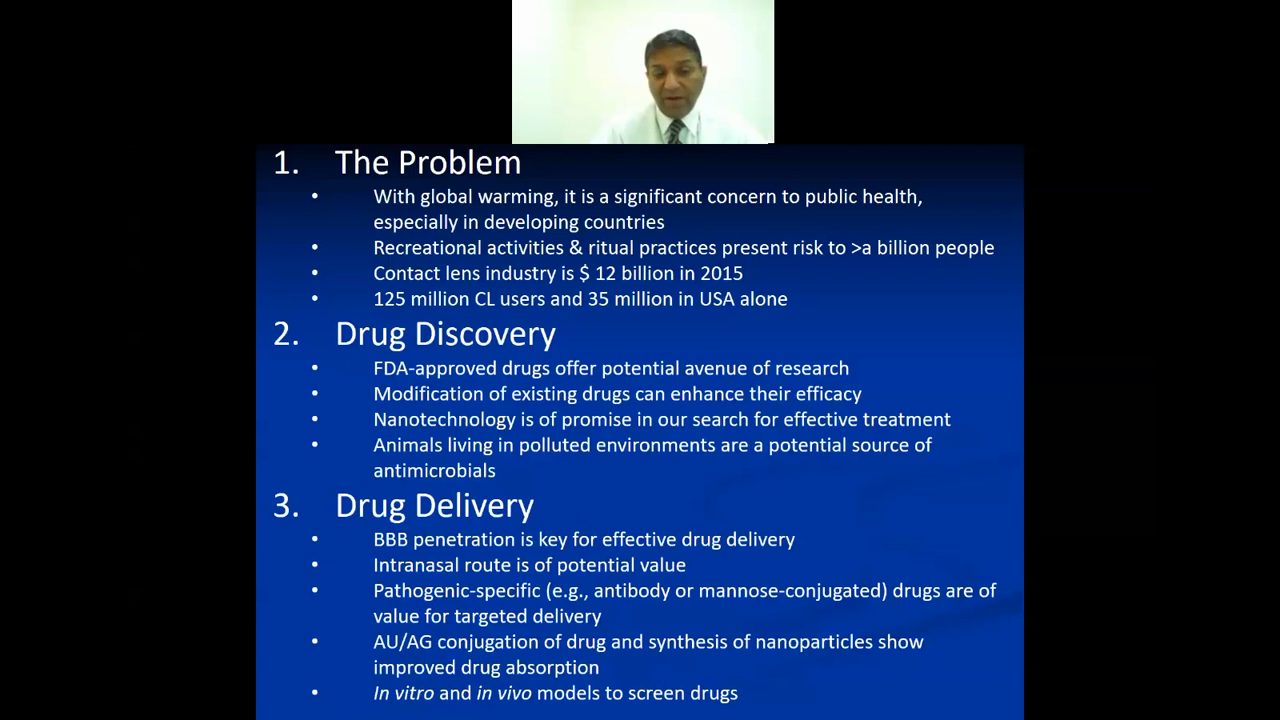 1. The Problem
• With global warming, it is a significant concern to public health,
especially in developing countries
• Recreational activities & ritual practices present risk to >a billion people
• Contact lens industry is $ 12 billion in 2015
• 125 million CL users and 35 million in USA alone
2. Drug Discovery
• FDA-approved drugs offer potential avenue of research
• Modification of existing drugs can enhance their efficacy
• Nanotechnology is of promise in our search for effective treatment
• Animals living in polluted environments are a potential source of
antimicrobials
3. Drug Delivery
• BBB penetration is key for effective drug delivery
• Intranasal route is of potential value
• Pathogenic-specific (e.g., antibody or mannose-conjugated) drugs are of
value for targeted delivery
• AU/AG conjugation of drug and synthesis of nanoparticles show
improved drug absorption
• In vitro and in vivo models to screen drugs